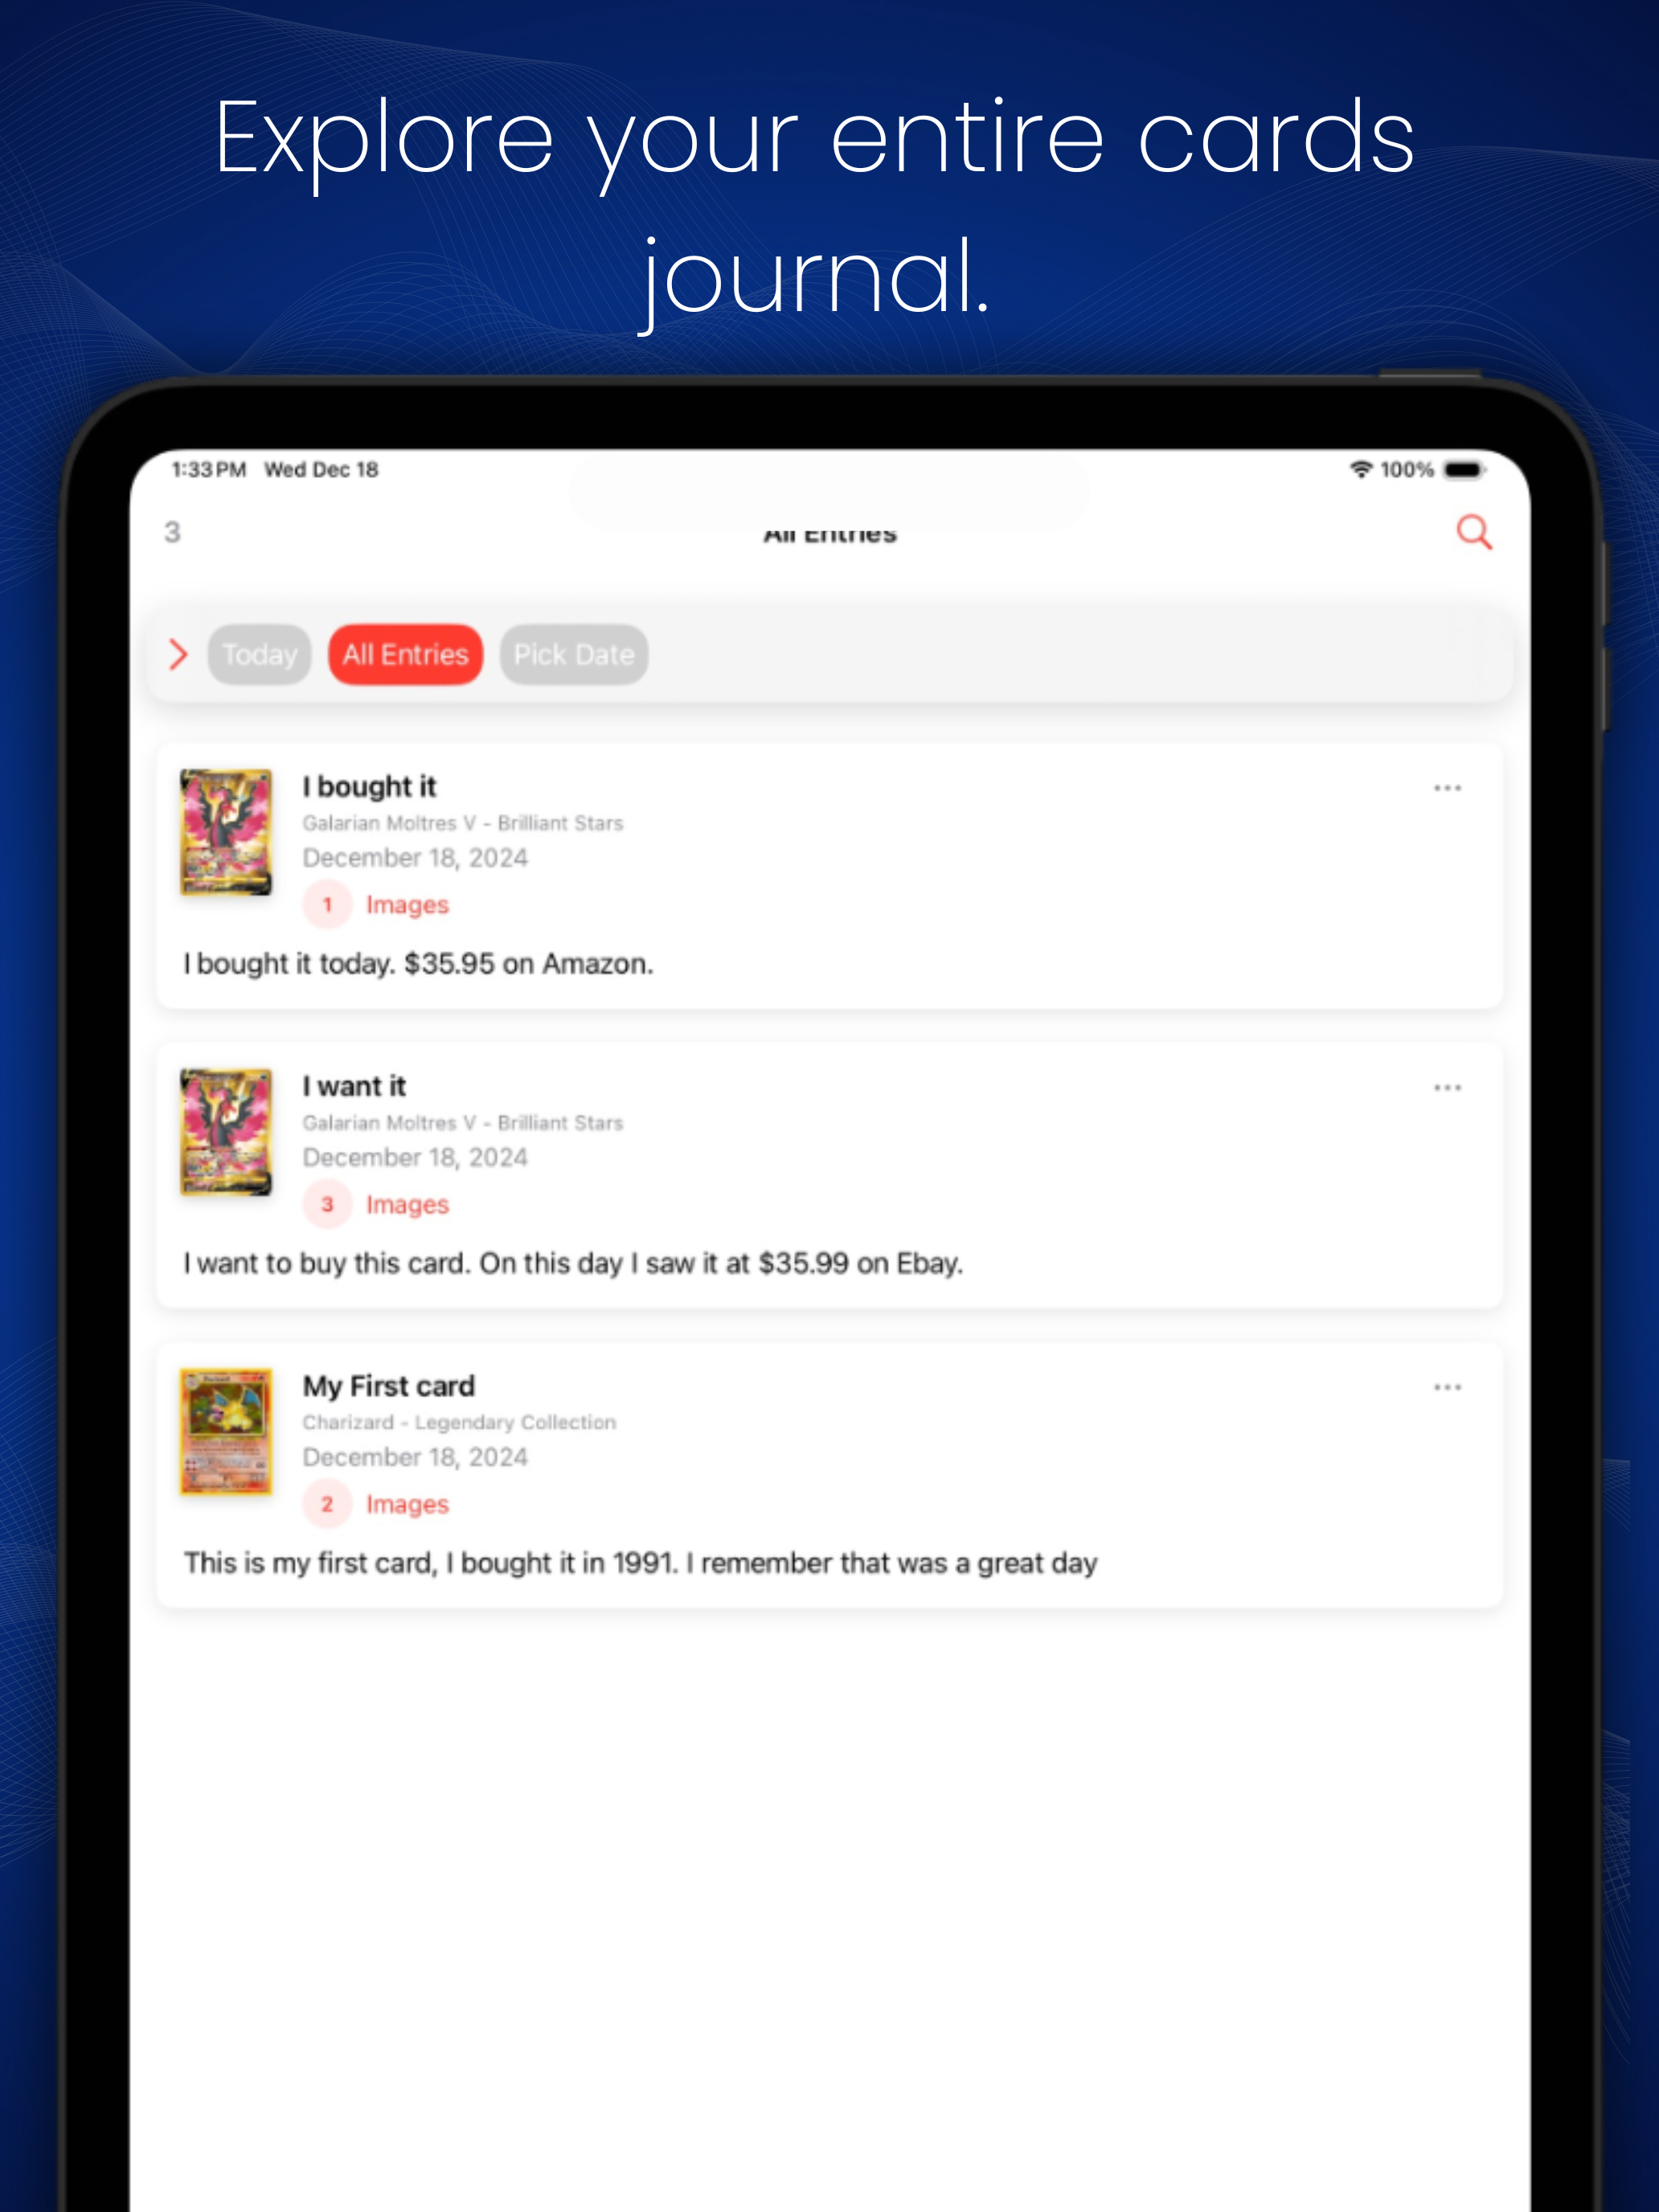 Explore your entire cards
journal.
1:33 PM Wed Dec 18
100%
3
All Entries
Today
All Entries
Pick Date
I bought it
Galarian Moltres V - Brilliant Stars
December 18, 2024
1 Images
I bought it today. $35.95 on Amazon.
I want it
Galarian Moltres V - Brilliant Stars
December 18, 2024
3 Images
I want to buy this card. On this day I saw it at $35.99 on Ebay.
My First card
Charizard - Legendary Collection
December 18, 2024
2 Images
This is my first card, I bought it in 1991. I remember that was a great day